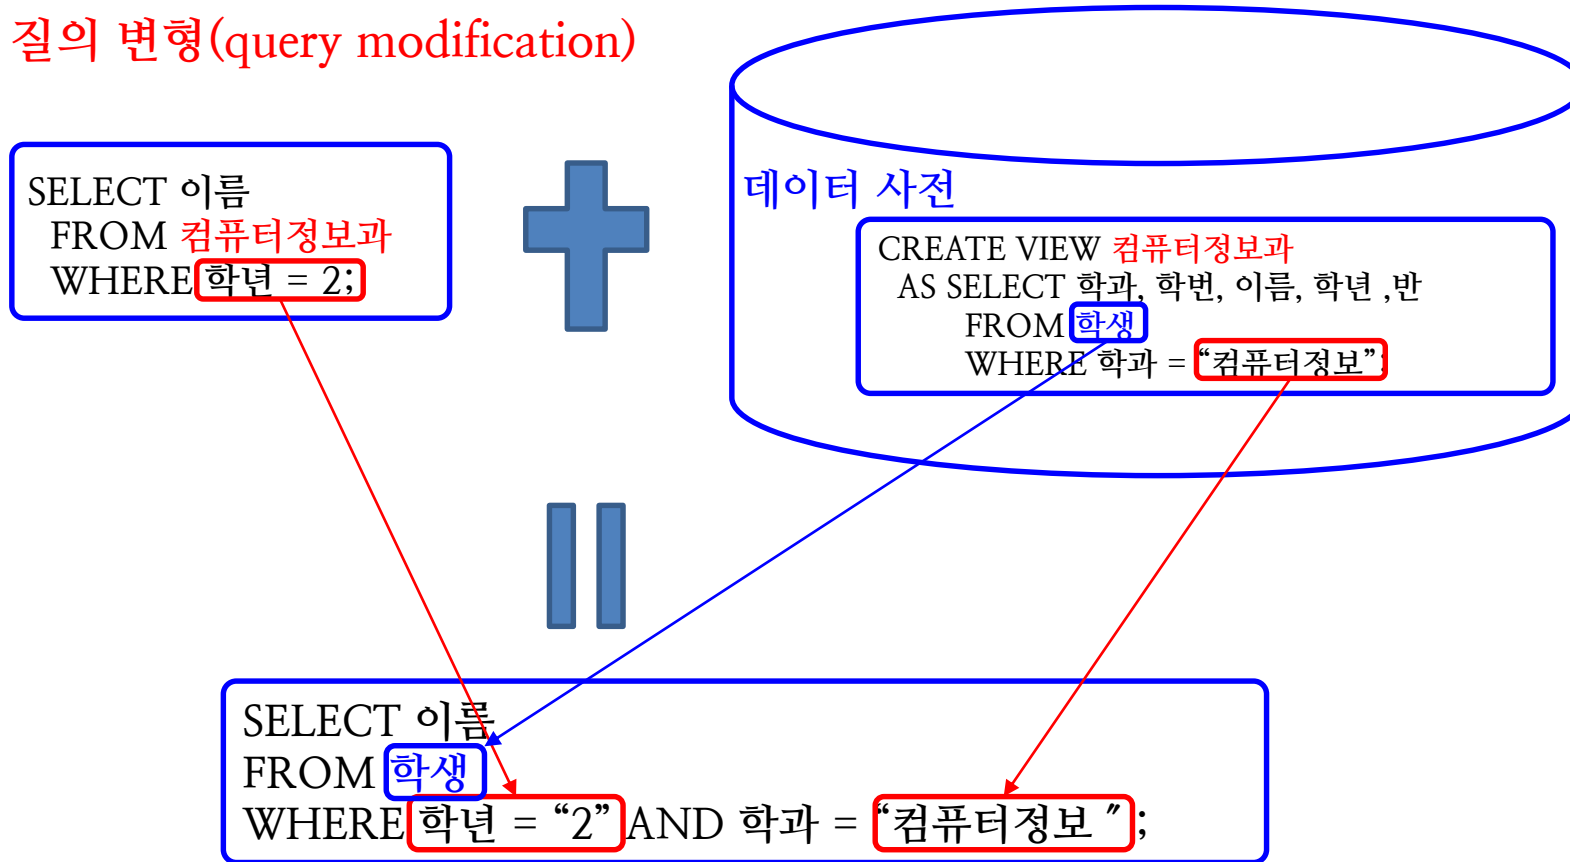 질의 변형(query modification)
SELECT 이름
FROM 컴퓨터정보과
WHERE 학년 = 2;
데이터 사전
CREATE VIEW 컴퓨터정보과
AS SELECT 학과, 학번, 이름, 학년 ,반
FROM 학생
WHERE 학과 = “컴퓨터정보”;
SELECT 이름
FROM 학생
WHERE 학년 = “2” AND 학과 = “컴퓨터정보 ″;